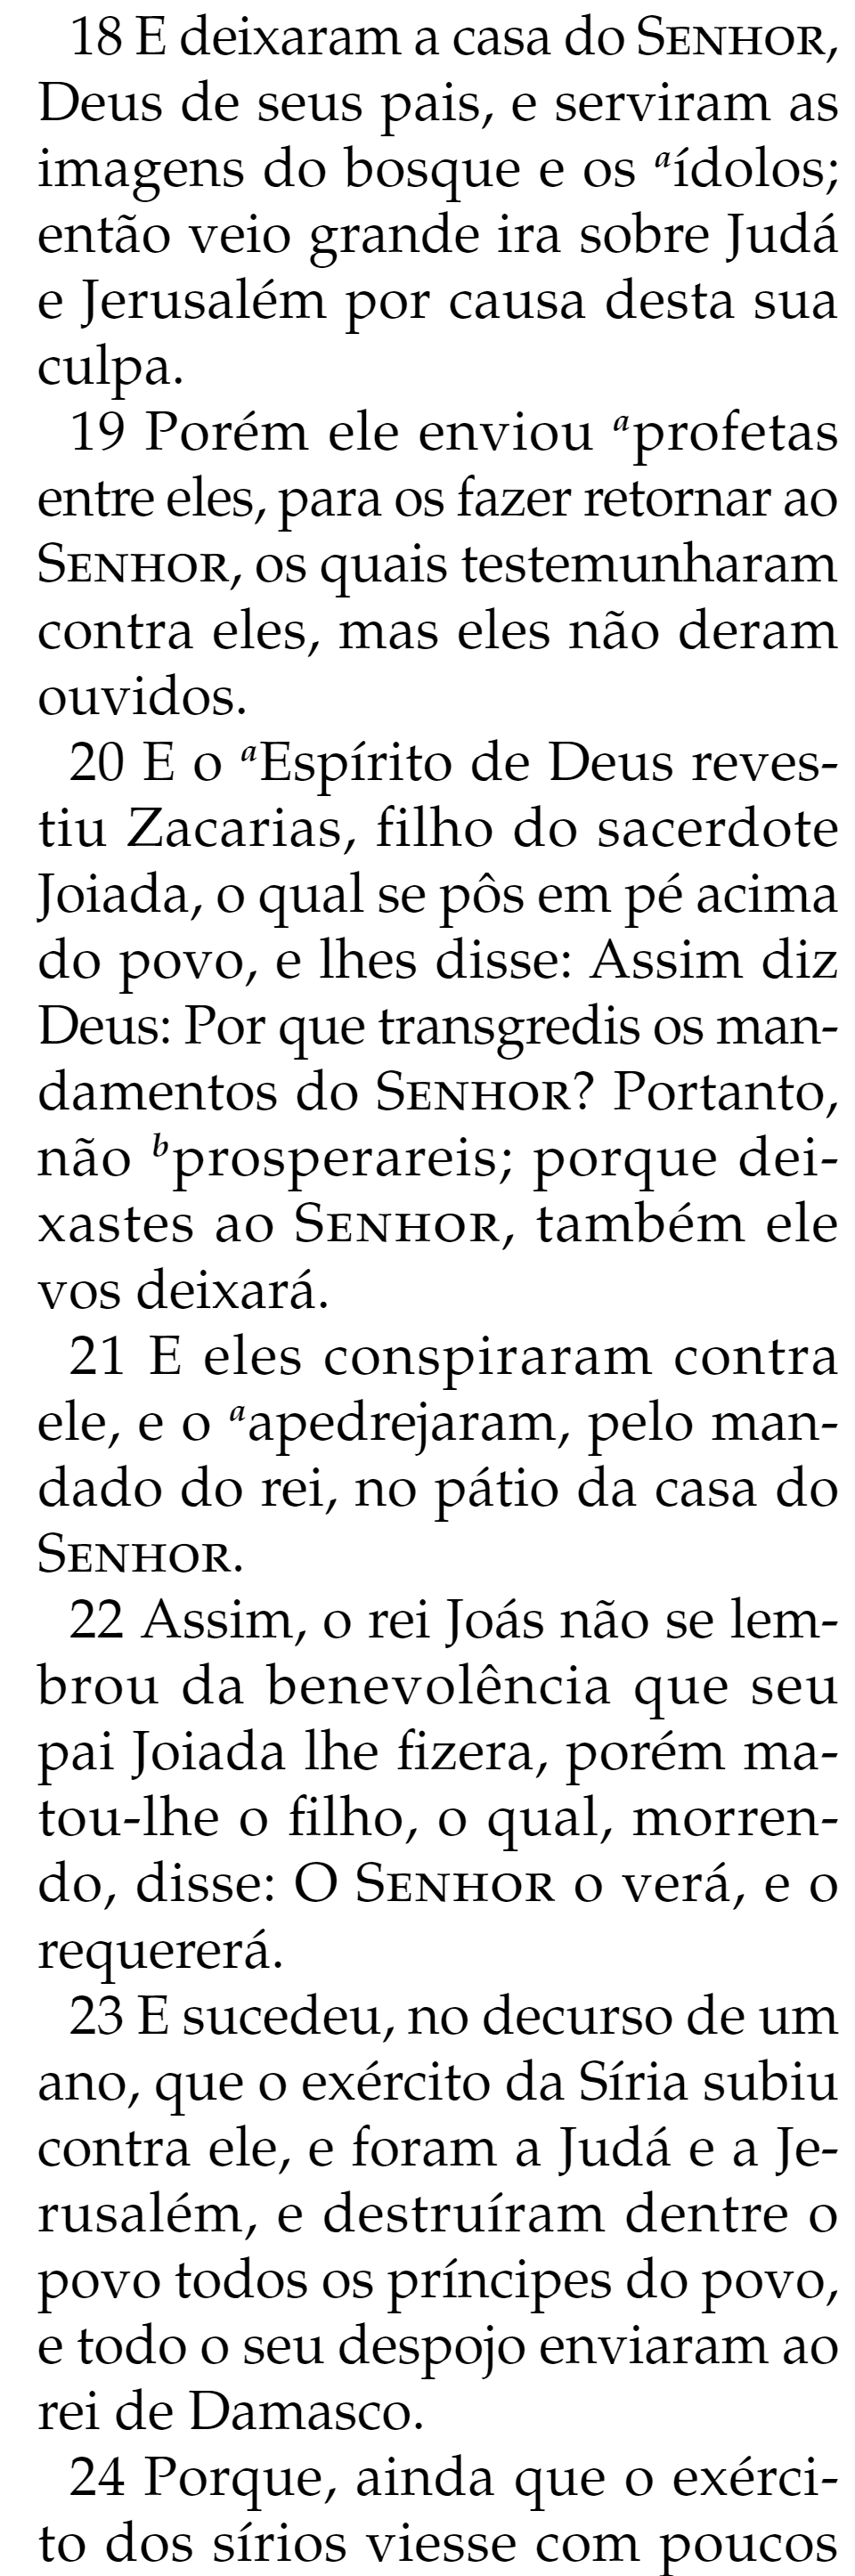 18 E deixaram a casa do SENHOR,
Deus de seus pais, e serviram as
imagens do bosque e os aídolos;
então veio grande ira sobre Judá
e Jerusalém por causa desta sua
culpa.
19 Porém ele enviou aprofetas
entre eles, para os fazer retornar ao
SENHOR, os quais testemunharam
contra eles, mas eles não deram
ouvidos.
20 E o aEspírito de Deus reves-
tiu Zacarias, filho do sacerdote
Joiada, o qual se pôs em pé acima
do povo, e lhes disse: Assim diz
Deus: Por que transgredis os man-
damentos do SENHOR? Portanto,
não bprosperareis; porque dei-
xastes ao SENHOR, também ele
vos deixará.
21 E eles conspiraram contra
ele, e o aapedrejaram, pelo man-
dado do rei, no pátio da casa do
SENHOR.
22 Assim, o rei Joás não se lem-
brou da benevolência que seu
pai Joiada lhe fizera, porém ma-
tou-lhe o filho, o qual, morren-
do, disse: O SENHOR o verá, e o
requererá.
23 E sucedeu, no decurso de um
ano, que o exército da Síria subiu
contra ele, e foram a Judá e a Je-
rusalém, e destruíram dentre o
povo todos os príncipes do povo,
e todo o seu despojo enviaram ao
rei de Damasco.
24 Porque, ainda que o exérci-
to dos sírios viesse com poucos